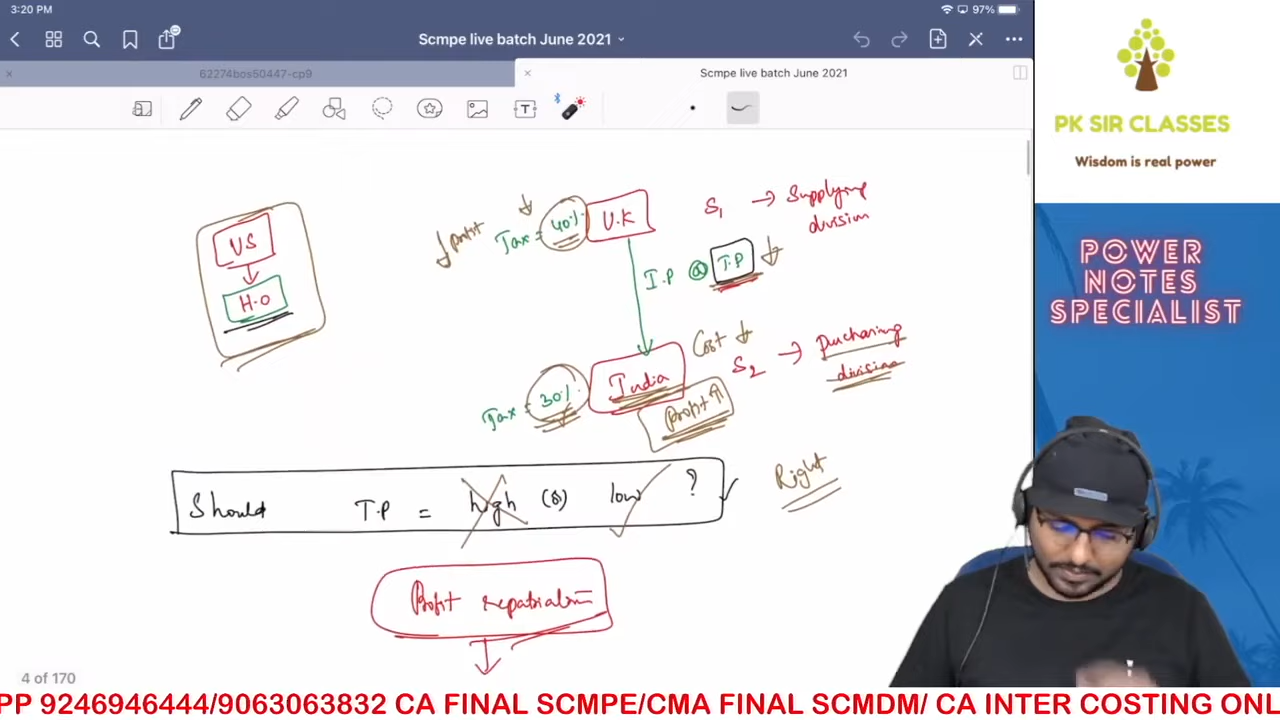 3:20 PM
97%
Scmpe live batch June 2021
62274bos50447-cp9
Scmpe live batch June 2021
PK SIR CLASSES
Wisdom is real power
POWER
NOTES
SPECIALIST
US
H.O
↓ profit
Tax = 40%
U.K
S1 → Supplying
division
I.P @ T.P ↓
Cost ↓
S2 → purchasing
division
Tax = 30%
India
Profit ↑
Should T.P = high (or) low ?
Right
Profit repatriation
4 of 170
PP 9246946444/9063063832 CA FINAL SCMPE/CMA FINAL SCMDM/ CA INTER COSTING ONL